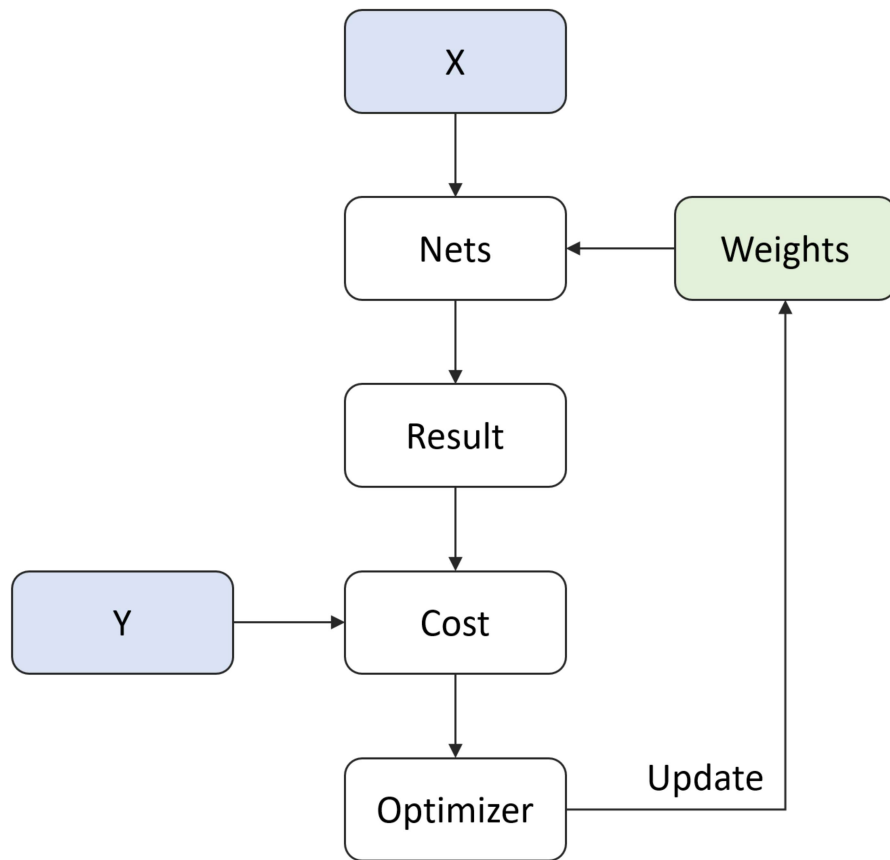 X
Nets
Weights
Result
Y
Cost
Optimizer
Update